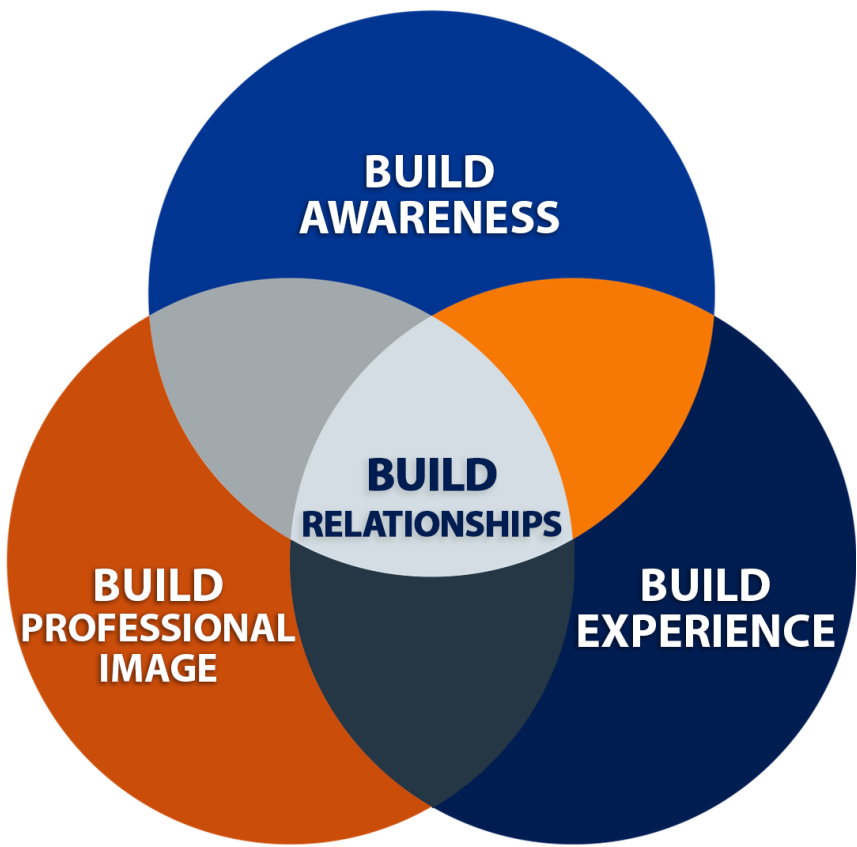 BUILD
AWARENESS
BUILD
RELATIONSHIPS
BUILD
PROFESSIONAL
IMAGE
BUILD
EXPERIENCE